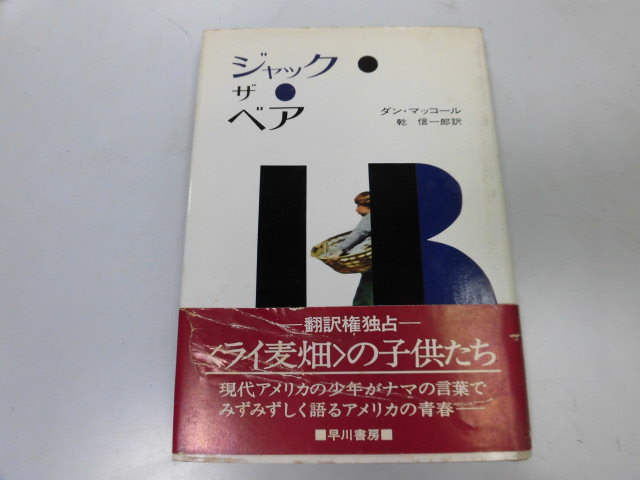 ジャック・
ザ・
ベア
ダン・マッコール
乾 信一郎訳
B
—翻訳権独占—
〈ライ麦畑〉の子供たち
現代アメリカの少年がナマの言葉で
みずみずしく語るアメリカの青春——
■早川書房■